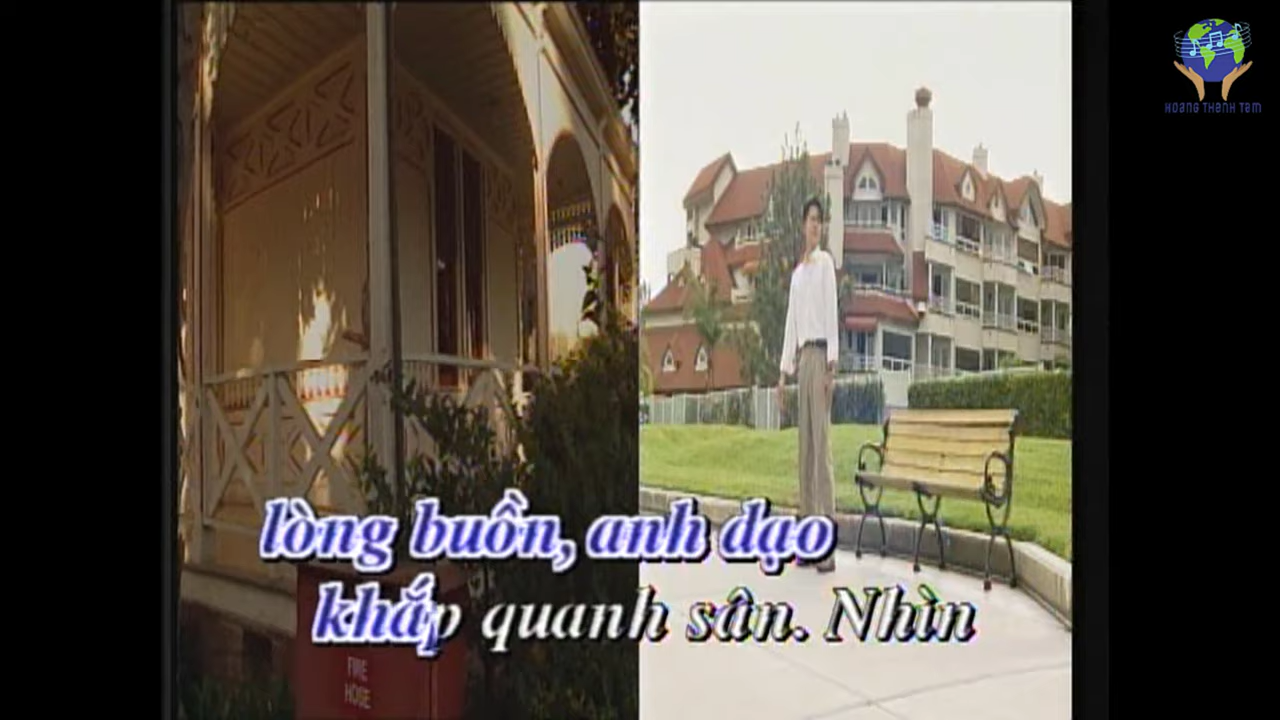 HOANG THANH TAM
lòng buồn, anh dạo
khắp quanh sân. Nhìn
FIRE
HOSE